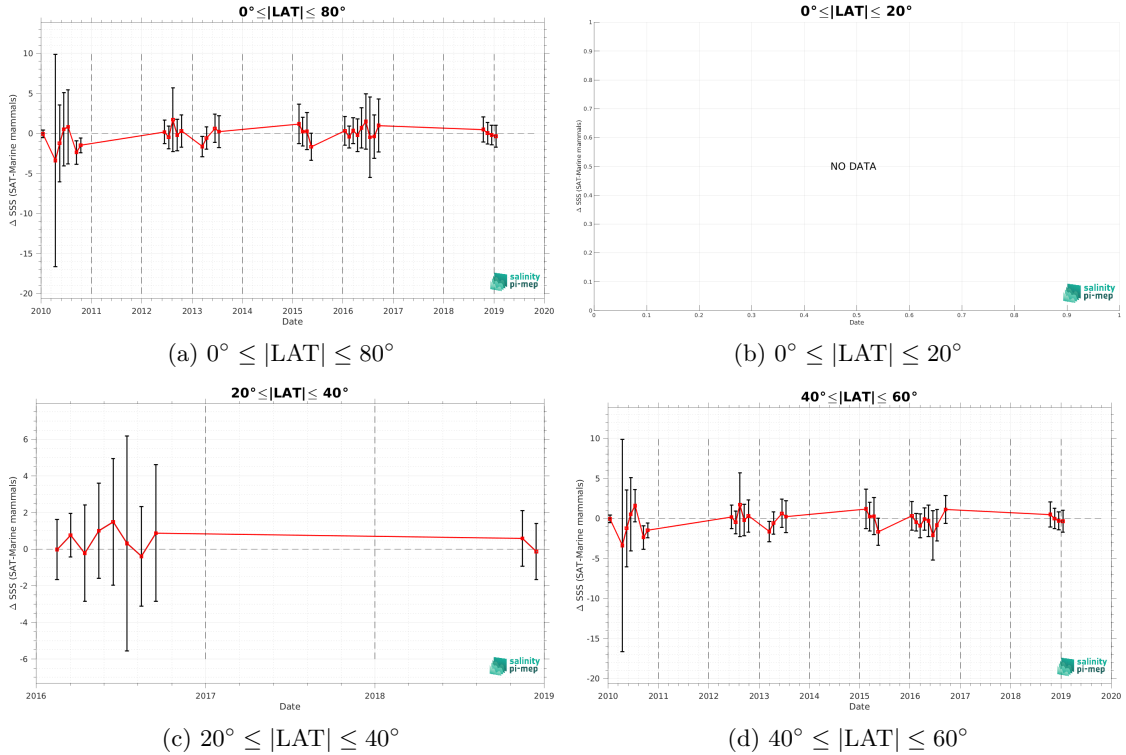 0°≤|LAT|≤ 80°
10
5
0
-5
-10
-15
-20
Δ SSS (SAT-Marine mammals)
2010 2011 2012 2013 2014 2015 2016 2017 2018 2019 2020
Date
salinity
pi-mep
(a) 0° ≤ |LAT| ≤ 80°
0°≤|LAT|≤ 20°
1
0.9
0.8
0.7
0.6
0.5
0.4
0.3
0.2
0.1
0
Δ SSS (SAT-Marine mammals)
NO DATA
0 0.1 0.2 0.3 0.4 0.5 0.6 0.7 0.8 0.9 1
Date
salinity
pi-mep
(b) 0° ≤ |LAT| ≤ 20°
20°≤|LAT|≤ 40°
6
4
2
0
-2
-4
-6
Δ SSS (SAT-Marine mammals)
2016 2017 2018 2019
Date
salinity
pi-mep
(c) 20° ≤ |LAT| ≤ 40°
40°≤|LAT|≤ 60°
10
5
0
-5
-10
-15
-20
Δ SSS (SAT-Marine mammals)
2010 2011 2012 2013 2014 2015 2016 2017 2018 2019 2020
Date
salinity
pi-mep
(d) 40° ≤ |LAT| ≤ 60°